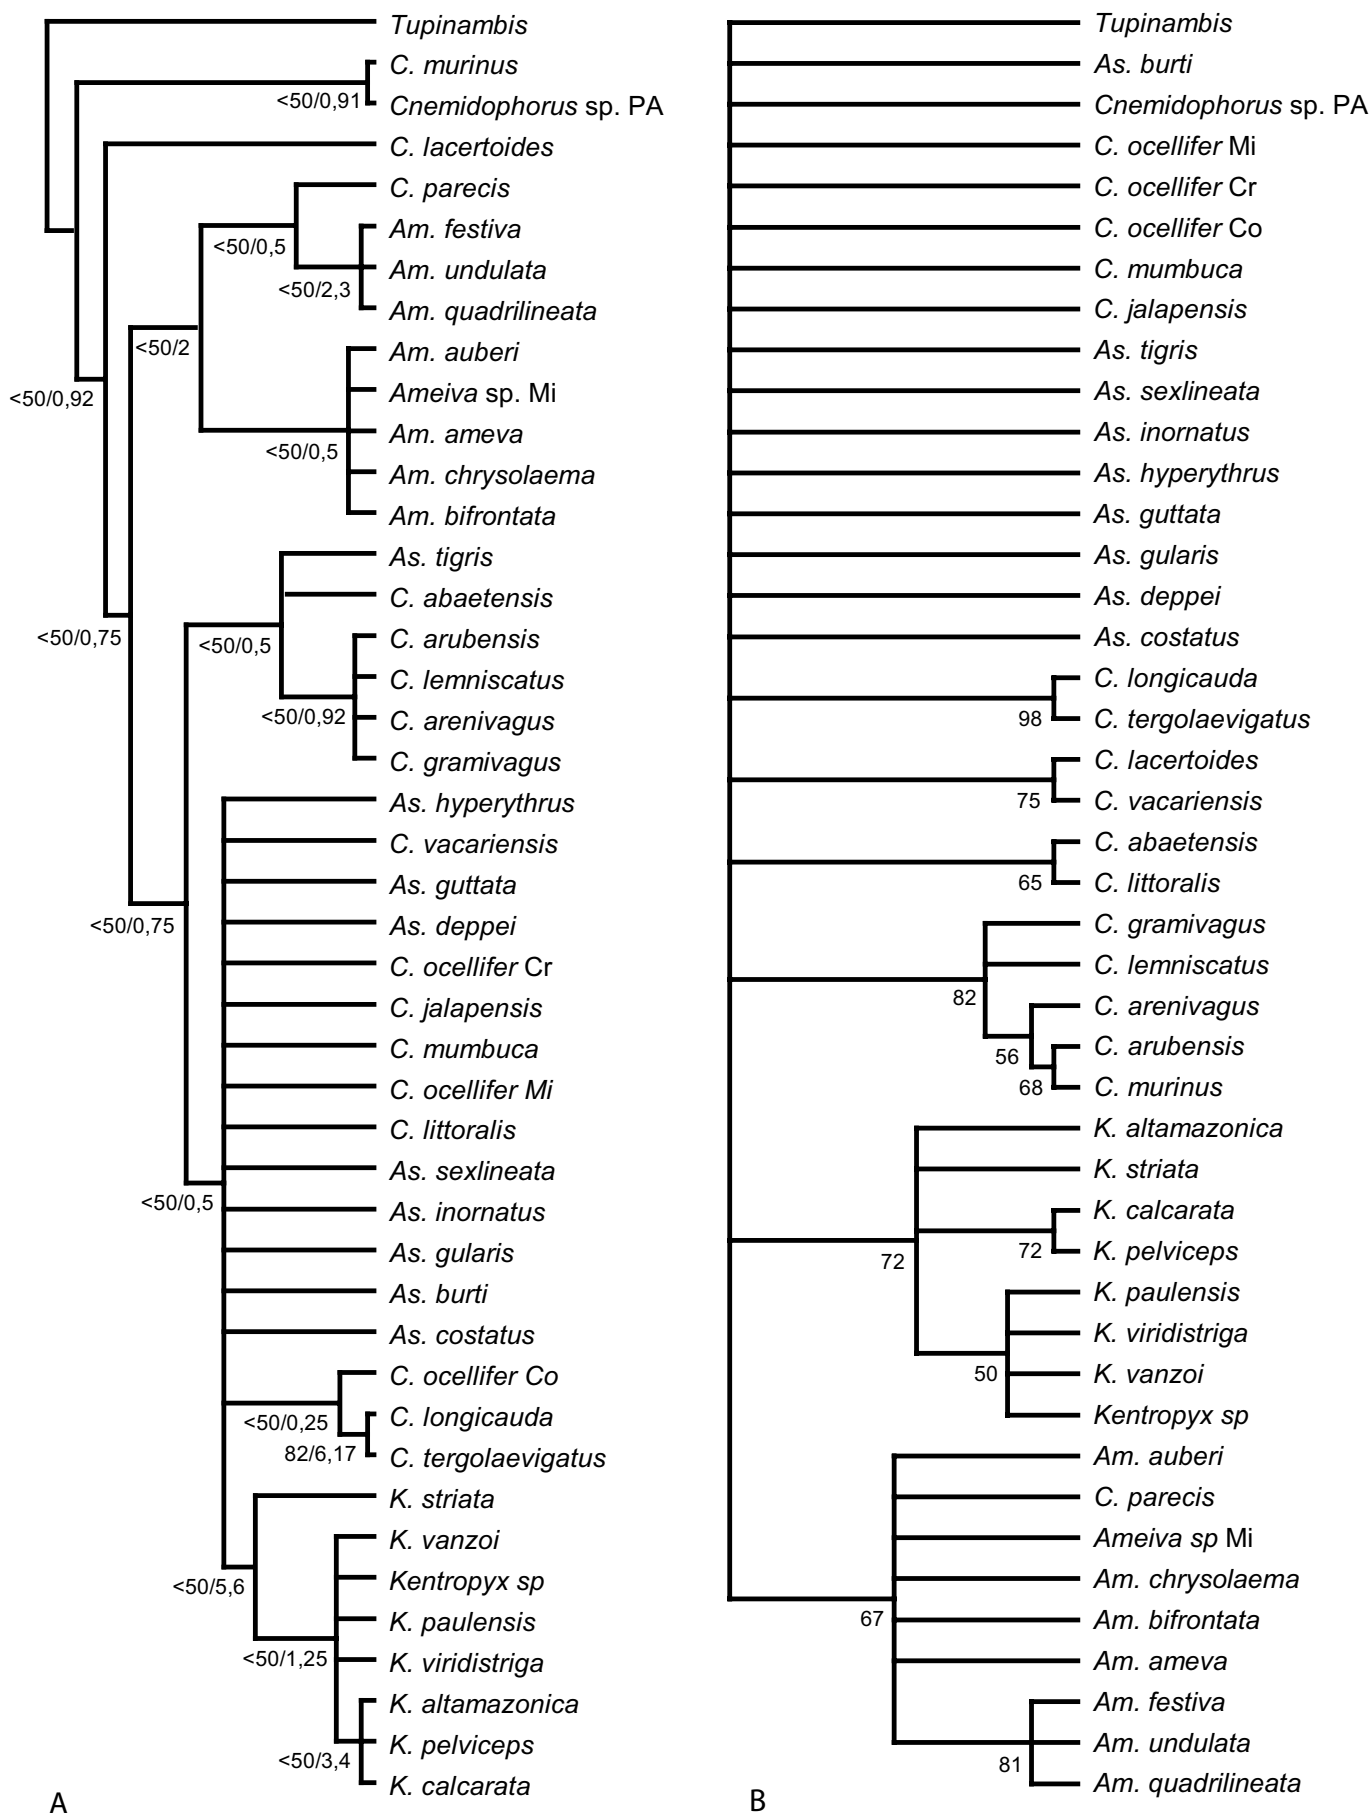 Tupinambis
C. murinus
<50/0,91
Cnemidophorus sp. PA
C. lacertoides
C. parecis
Am. festiva
<50/0,5
Am. undulata
<50/2,3
Am. quadrilineata
<50/2
Am. auberi
Ameiva sp. Mi
<50/0,92
Am. ameva
<50/0,5
Am. chrysolaema
Am. bifrontata
As. tigris
C. abaetensis
<50/0,75
C. arubensis
<50/0,5
C. lemniscatus
<50/0,92
C. arenivagus
C. gramivagus
As. hyperythrus
C. vacariensis
As. guttata
<50/0,75
As. deppei
C. ocellifer Cr
C. jalapensis
C. mumbuca
C. ocellifer Mi
C. littoralis
As. sexlineata
<50/0,5
As. inornatus
As. gularis
As. burti
As. costatus
C. ocellifer Co
<50/0,25
C. longicauda
82/6,17
C. tergolaevigatus
K. striata
K. vanzoi
<50/5,6
Kentropyx sp
K. paulensis
<50/1,25
K. viridistriga
K. altamazonica
K. pelviceps
<50/3,4
K. calcarata
A
Tupinambis
As. burti
Cnemidophorus sp. PA
C. ocellifer Mi
C. ocellifer Cr
C. ocellifer Co
C. mumbuca
C. jalapensis
As. tigris
As. sexlineata
As. inornatus
As. hyperythrus
As. guttata
As. gularis
As. deppei
As. costatus
C. longicauda
98
C. tergolaevigatus
C. lacertoides
75
C. vacariensis
C. abaetensis
65
C. littoralis
C. gramivagus
C. lemniscatus
82
C. arenivagus
56
C. arubensis
68
C. murinus
K. altamazonica
K. striata
K. calcarata
72
72
K. pelviceps
K. paulensis
K. viridistriga
50
K. vanzoi
Kentropyx sp
Am. auberi
C. parecis
Ameiva sp Mi
Am. chrysolaema
67
Am. bifrontata
Am. ameva
Am. festiva
Am. undulata
81
Am. quadrilineata
B